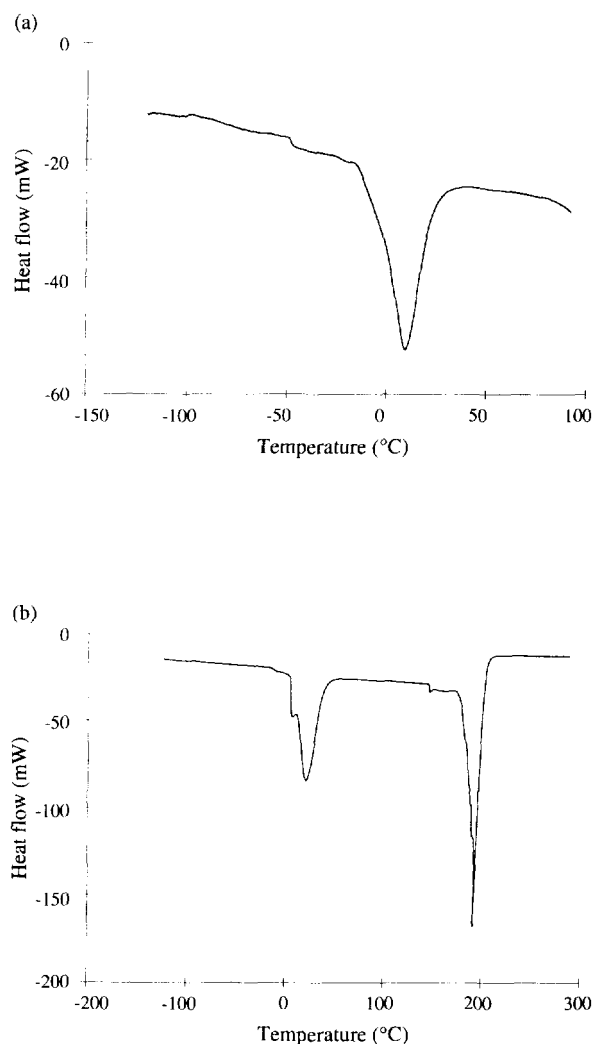 (a)
0
-20
-40
-60
Heat flow (mW)
-150 -100 -50 0 50 100
Temperature (°C)
(b)
0
-50
-100
-150
-200
Heat flow (mW)
-200 -100 0 100 200 300
Temperature (°C)